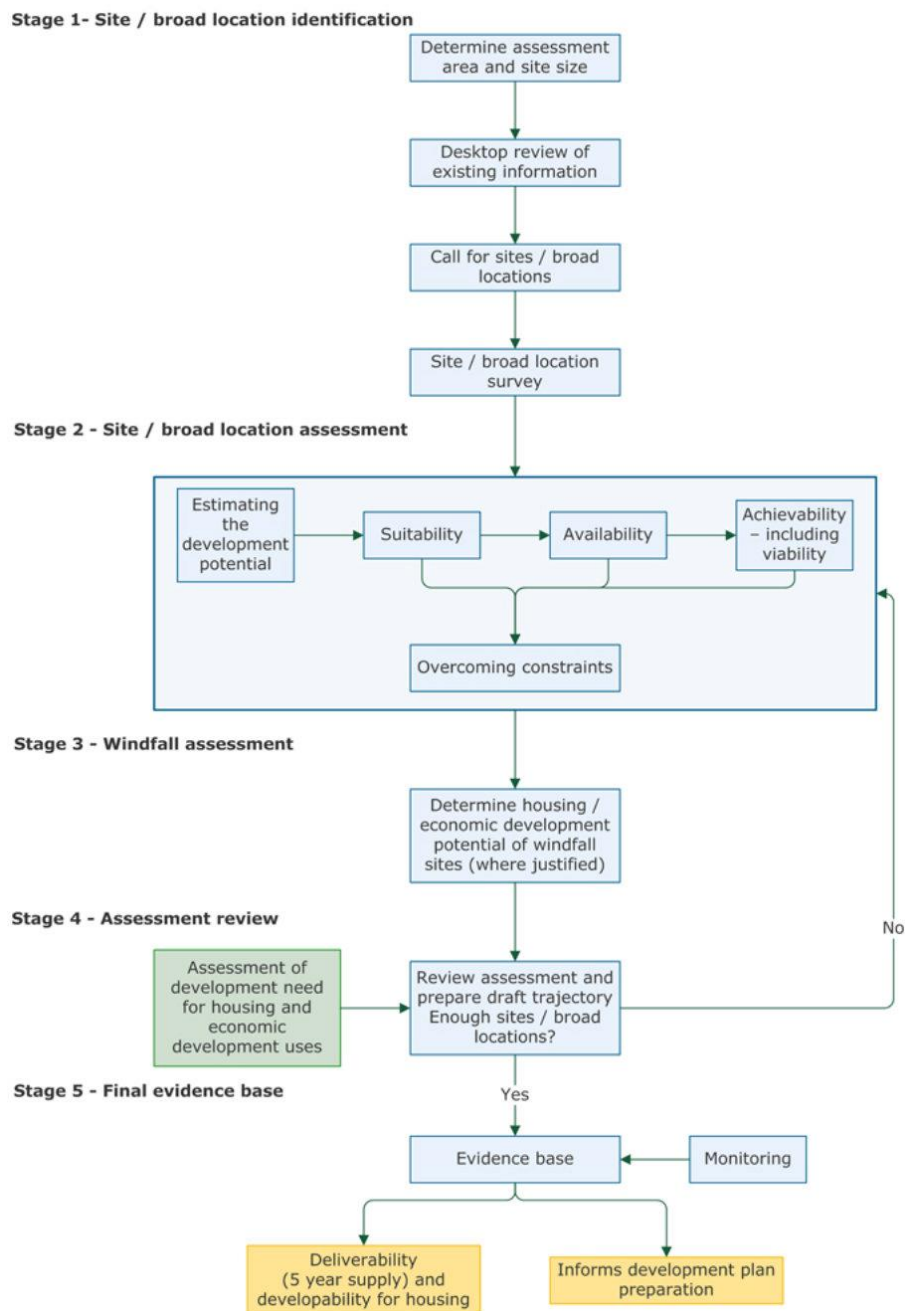 Stage 1- Site / broad location identification
Determine assessment
area and site size
Desktop review of
existing information
Call for sites / broad
locations
Site / broad location
survey
Stage 2 - Site / broad location assessment
Estimating
the
development
potential
Suitability
Availability
Achievability
– including
viability
Overcoming constraints
Stage 3 - Windfall assessment
Determine housing /
economic development
potential of windfall
sites (where justified)
Stage 4 - Assessment review
No
Assessment of
development need
for housing and
economic
development uses
Review assessment and
prepare draft trajectory
Enough sites / broad
locations?
Stage 5 - Final evidence base
Yes
Evidence base
Monitoring
Deliverability
(5 year supply) and
developability for housing
Informs development plan
preparation